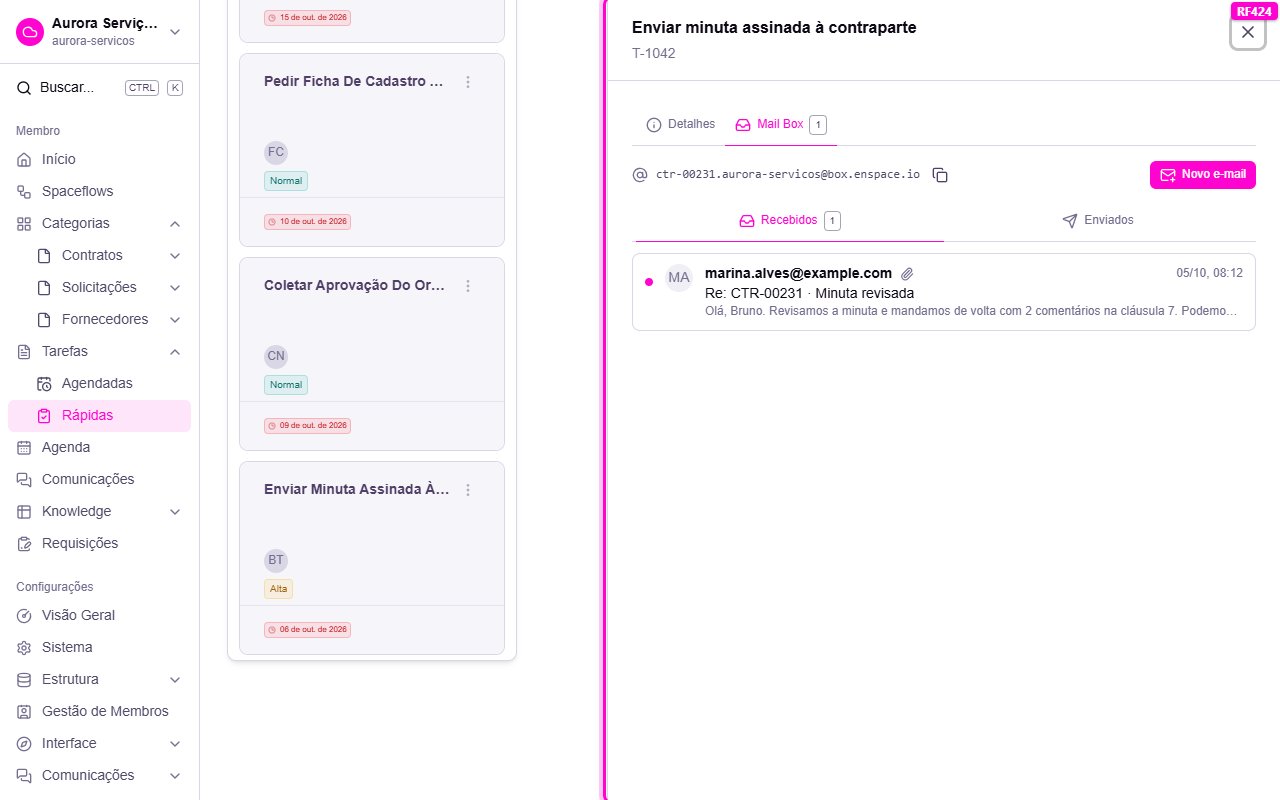 Aurora Serviç...
aurora-servicos
Buscar...
CTRL
K
Membro
Início
Spaceflows
Categorias
Contratos
Solicitações
Fornecedores
Tarefas
Agendadas
Rápidas
Agenda
Comunicações
Knowledge
Requisições
Configurações
Visão Geral
Sistema
Estrutura
Gestão de Membros
Interface
Comunicações
15 de out. de 2026
Pedir Ficha De Cadastro ...
FC
Normal
10 de out. de 2026
Coletar Aprovação Do Or...
CN
Normal
09 de out. de 2026
Enviar Minuta Assinada À...
BT
Alta
06 de out. de 2026
RF424
Enviar minuta assinada à contraparte
T-1042
Detalhes
Mail Box
1
ctr-00231.aurora-servicos@box.enspace.io
Novo e-mail
Recebidos
1
Enviados
MA
marina.alves@example.com
05/10, 08:12
Re: CTR-00231 · Minuta revisada
Olá, Bruno. Revisamos a minuta e mandamos de volta com 2 comentários na cláusula 7. Podemo...